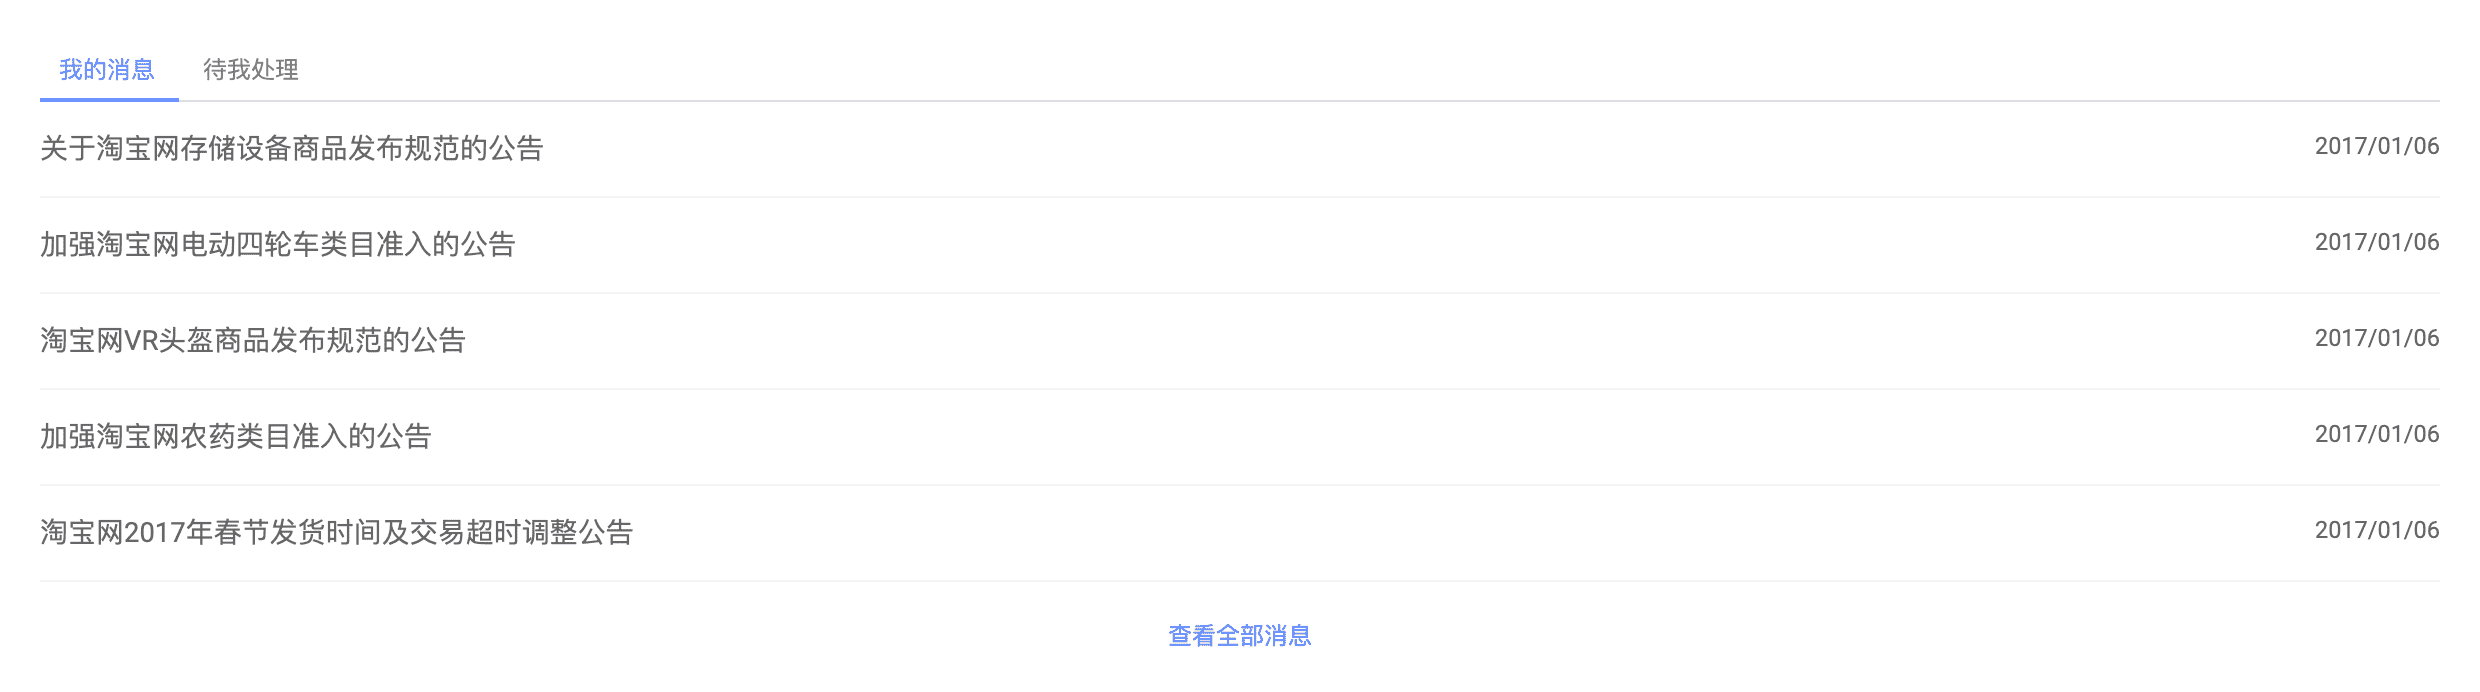 我的消息 待我处理
关于淘宝网存储设备商品发布规范的公告 2017/01/06
加强淘宝网电动四轮车类目准入的公告 2017/01/06
淘宝网VR头盔商品发布规范的公告 2017/01/06
加强淘宝网农药类目准入的公告 2017/01/06
淘宝网2017年春节发货时间及交易超时调整公告 2017/01/06
查看全部消息